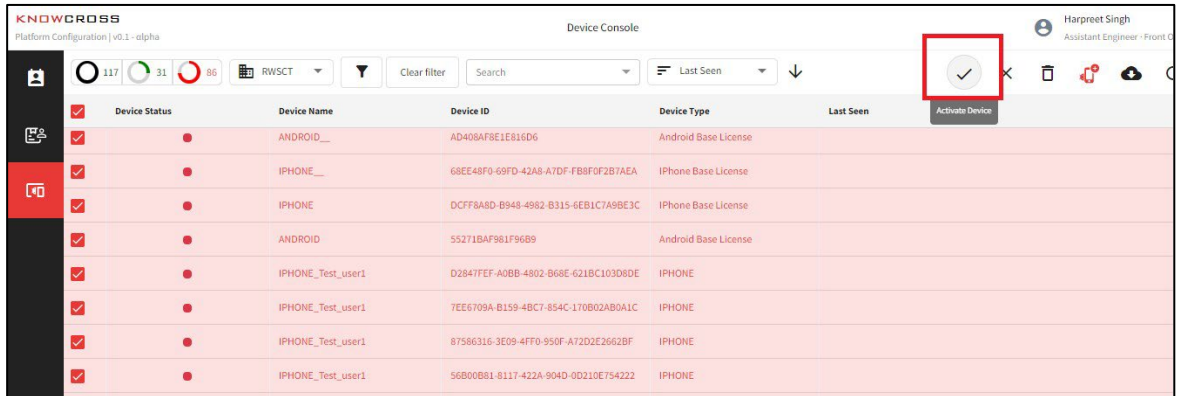 KNOWCROSS
Platform Configuration | v0.1 - alpha
Device Console
Harpreet Singh
Assistant Engineer - Front O
117 31 86 RWSCT Clear filter Search Last Seen
Activate Device
Device Status Device Name Device ID Device Type Last Seen
ANDROID__ AD408AF8E1E816D6 Android Base License
IPHONE__ 68EE48F0-69FD-42A8-A7DF-FB8F0F2B7AEA IPhone Base License
IPHONE DCFF8A8D-B948-4982-B315-6EB1C7A9BE3C IPhone Base License
ANDROID 55271BAF981F96B9 Android Base License
IPHONE_Test_user1 D2847FEF-A0BB-4802-B68E-621BC103D8DE IPHONE
IPHONE_Test_user1 7EE6709A-B159-4BC7-854C-170B02AB0A1C IPHONE
IPHONE_Test_user1 87586316-3E09-4FF0-950F-A72D2E2662BF IPHONE
IPHONE_Test_user1 56B00B81-8117-422A-904D-0D210E754222 IPHONE